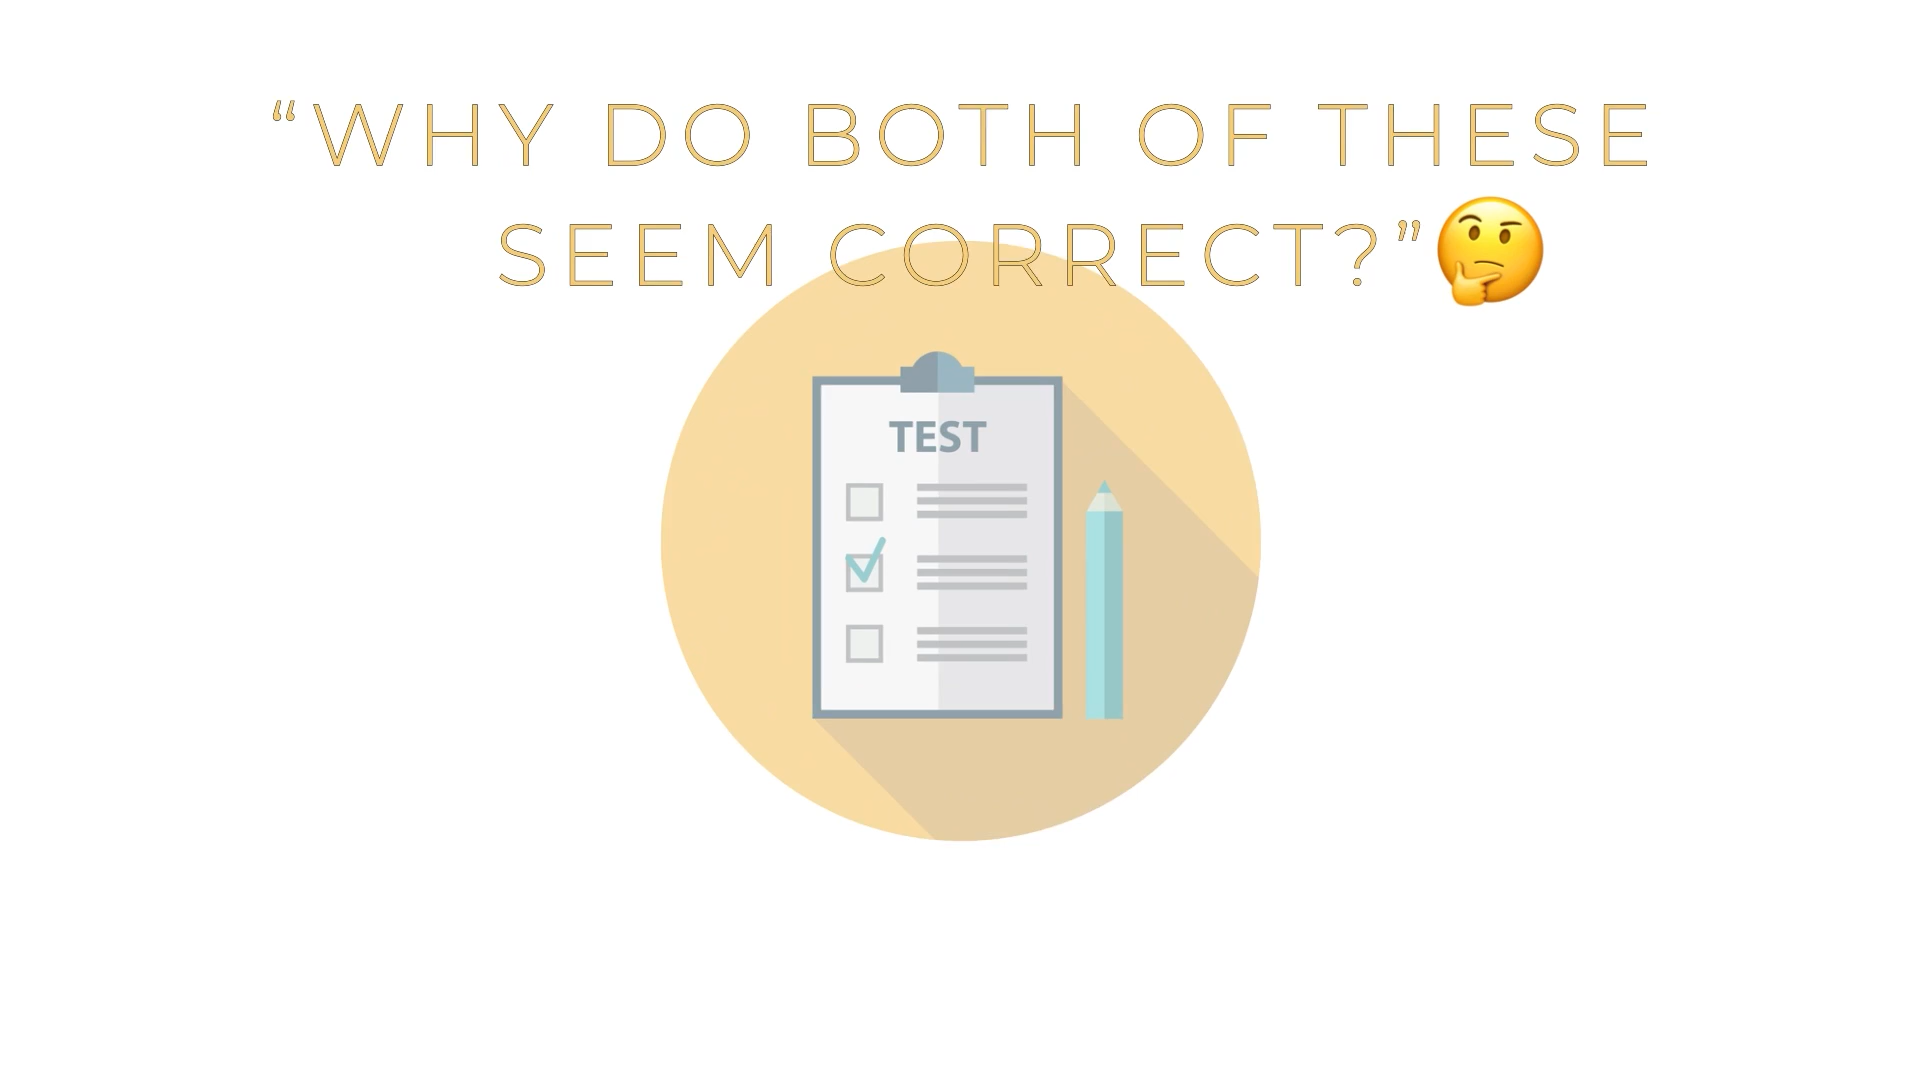 “WHY DO BOTH OF THESE
SEEM CORRECT?”🤔
TEST